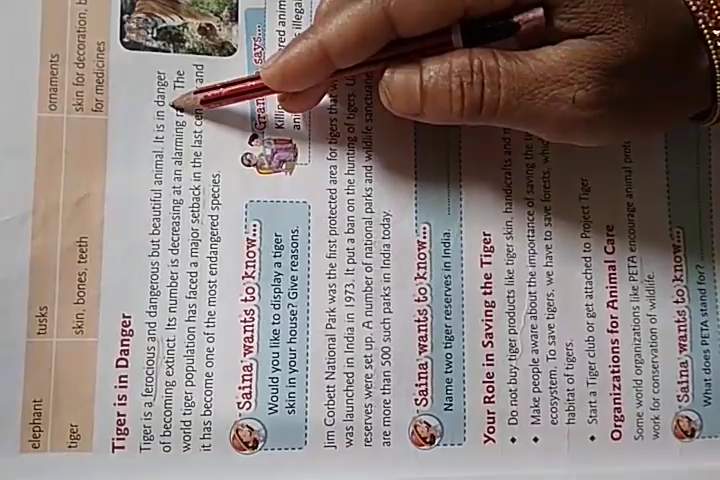 elephant tusks ornaments
tiger skin, bones, teeth skin for decoration, b
for medicines
Tiger is in Danger
Tiger is a ferocious and dangerous but beautiful animal. It is in danger
of becoming extinct. Its number is decreasing at an alarming The
world tiger population has faced a major setback in the last and
it has become one of the most endangered species.
Saina wants to know...
Would you like to display a tiger
skin in your house? Give reasons.
says...
Jim Corbett National Park was the first protected area for tigers that
was launched in India in 1973. It put a ban on the hunting of tigers.
reserves were set up. A number of national parks and wildlife
are more than 500 such parks in India today.
Saina wants to know...
Name two tiger reserves in India.
Your Role in Saving the Tiger
• Do not buy tiger products like tiger skin, handicrafts and
• Make people aware about the importance of saving the
ecosystem. To save tigers, we have to save forests,
habitat of tigers.
• Start a Tiger club or get attached to Project Tiger
Organizations for Animal Care
Some world organizations like PETA encourage animal
work for conservation of wildlife.
Saina wants to know...
What does PETA stand for?